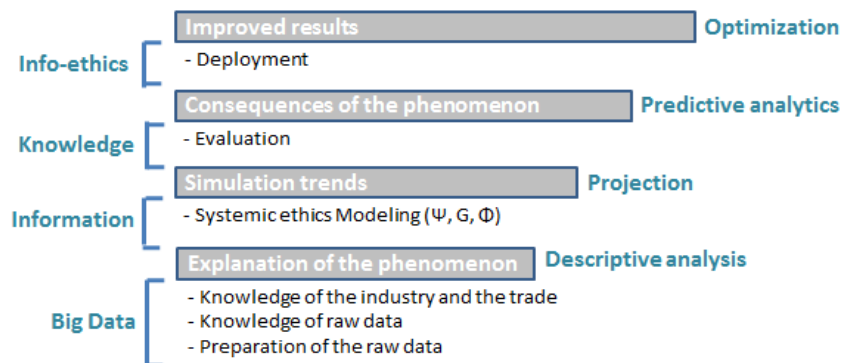 Improved results
Optimization
Info-ethics
- Deployment
Consequences of the phenomenon
Predictive analytics
Knowledge
- Evaluation
Simulation trends
Projection
Information
- Systemic ethics Modeling (Ψ, G, Φ)
Explanation of the phenomenon
Descriptive analysis
Big Data
- Knowledge of the industry and the trade
- Knowledge of raw data
- Preparation of the raw data